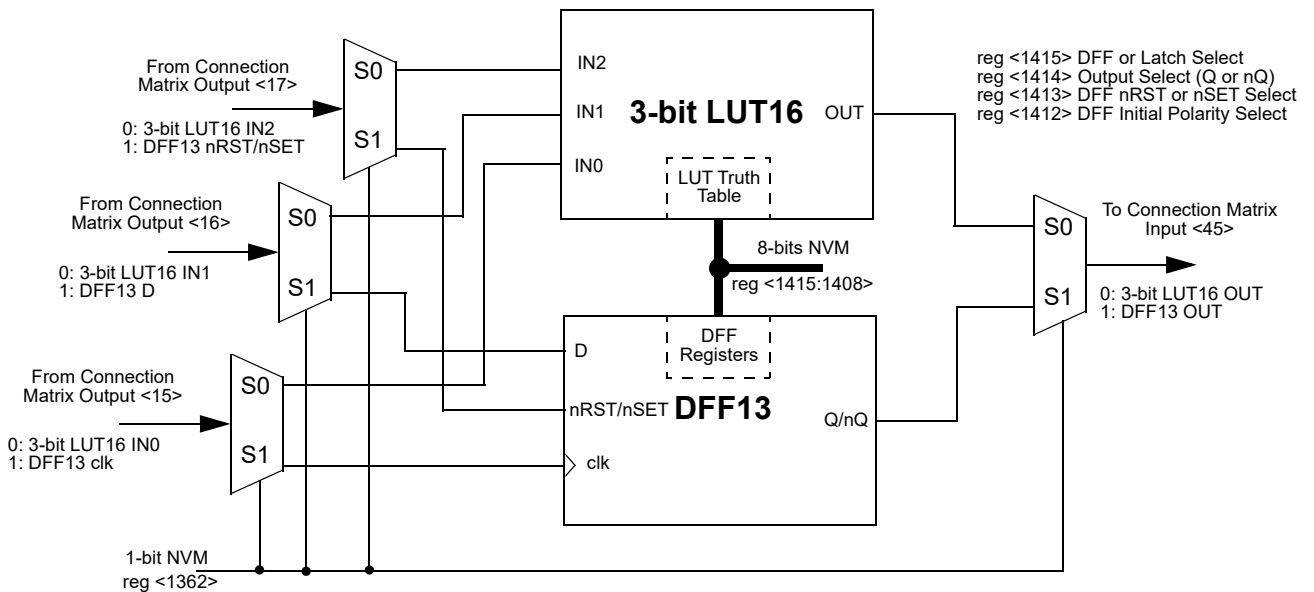 From Connection
Matrix Output <17>
0: 3-bit LUT16 IN2
1: DFF13 nRST/nSET
S0
S1
From Connection
Matrix Output <16>
0: 3-bit LUT16 IN1
1: DFF13 D
S0
S1
From Connection
Matrix Output <15>
0: 3-bit LUT16 IN0
1: DFF13 clk
S0
S1
1-bit NVM
reg <1362>
IN2
IN1
IN0
3-bit LUT16
OUT
LUT Truth
Table
8-bits NVM
reg <1415:1408>
DFF
Registers
D
nRST/nSET
DFF13
clk
Q/nQ
reg <1415> DFF or Latch Select
reg <1414> Output Select (Q or nQ)
reg <1413> DFF nRST or nSET Select
reg <1412> DFF Initial Polarity Select
S0
S1
To Connection Matrix
Input <45>
0: 3-bit LUT16 OUT
1: DFF13 OUT